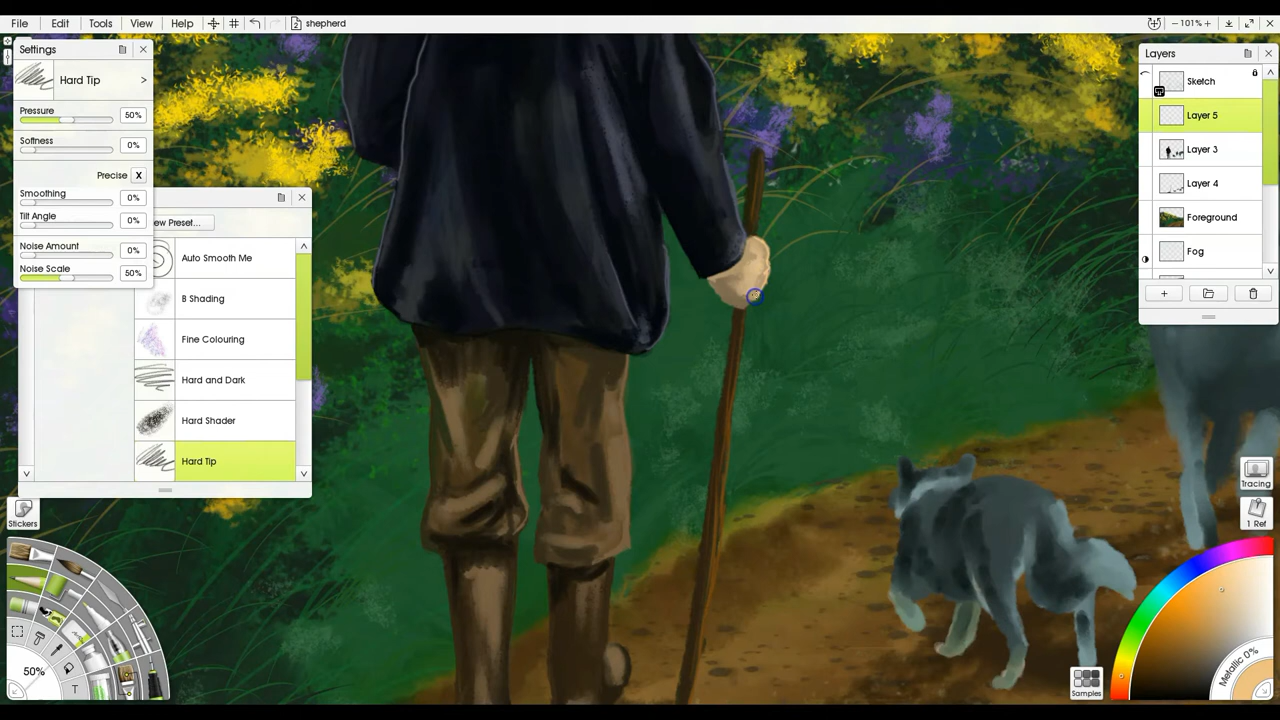 File Edit Tools View Help shepherd 101%
Settings
Hard Tip >
Pressure 50%
Softness 0%
Precise X
Smoothing 0%
Tilt Angle 0%
Noise Amount 0%
Noise Scale 50%
ew Preset...
Auto Smooth Me
B Shading
Fine Colouring
Hard and Dark
Hard Shader
Hard Tip
Stickers
50%
T
Layers
Sketch
Layer 5
Layer 3
Layer 4
Foreground
Fog
Tracing
1 Ref
Samples
Metallic 0%